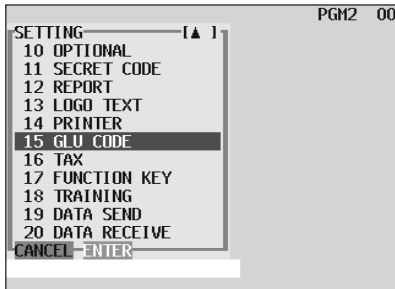 PGM2 00
SETTING [▲ ]
10 OPTIONAL
11 SECRET CODE
12 REPORT
13 LOGO TEXT
14 PRINTER
15 GLU CODE
16 TAX
17 FUNCTION KEY
18 TRAINING
19 DATA SEND
20 DATA RECEIVE
CANCEL ENTER